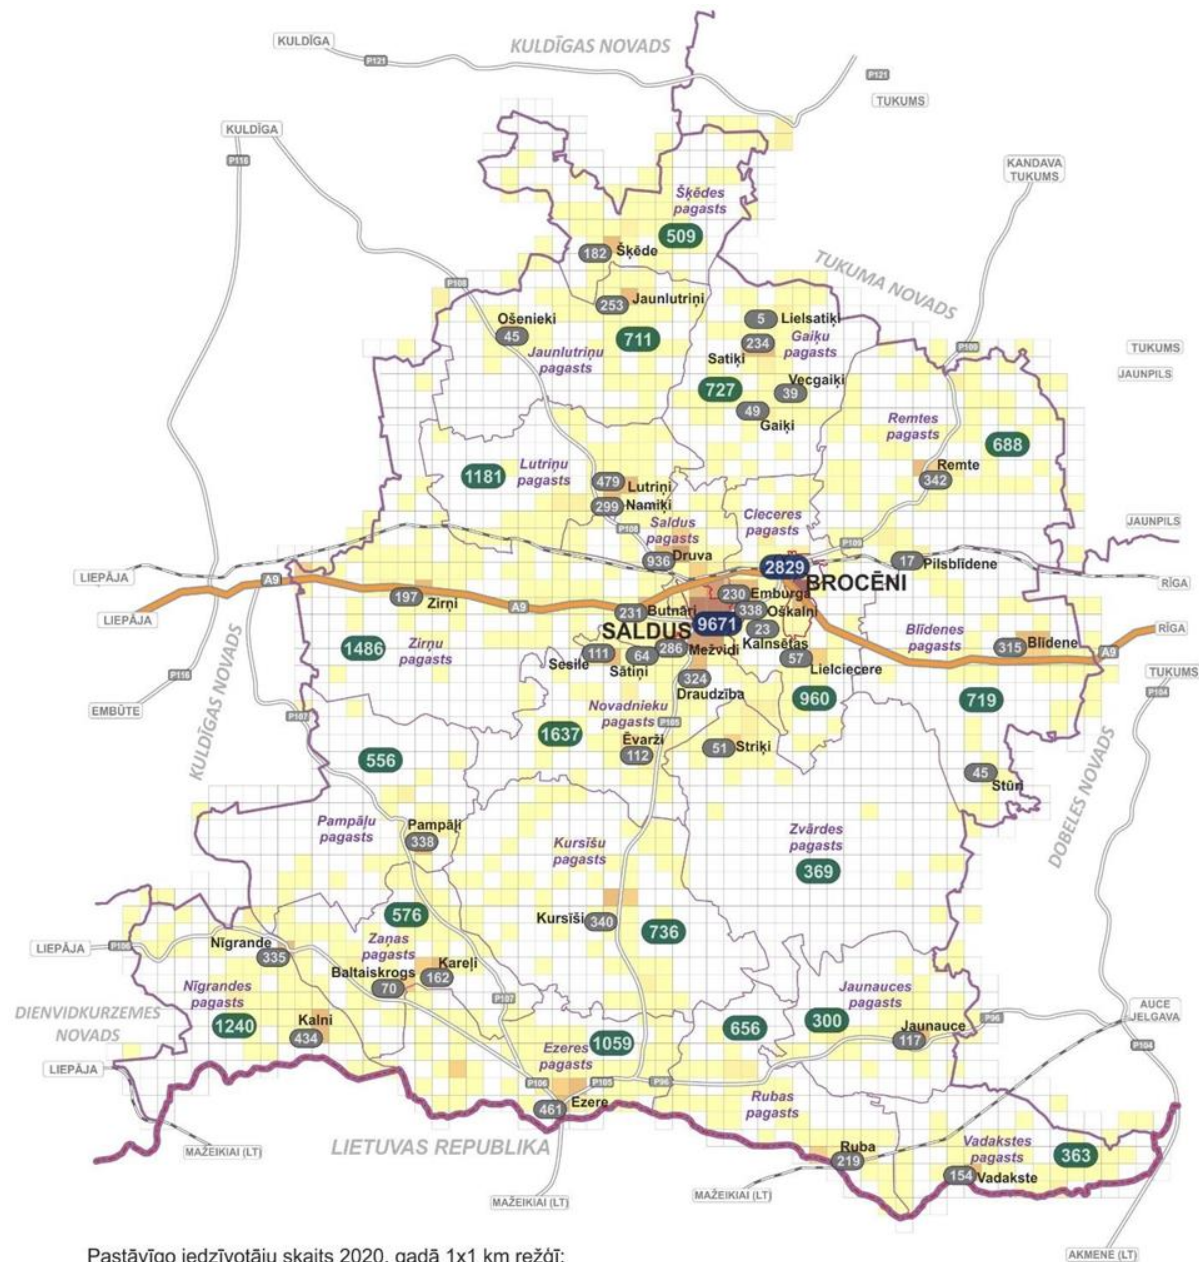 KULDĪGA
KULDĪGAS NOVADS
P121
P121
TUKUMS
KULDĪGA
P116
KANDAVA
TUKUMS
Šķēdes
pagasts
509
182 Šķēde
TUKUMA NOVADS
P108
253 Jaunlutriņi
Ošenieki
45
5 Lielsatiķi
234
Gaiķu
pagasts
Satiķi
711
Jaunlutriņu
pagasts
P109
TUKUMS
JAUNPILS
727
Vecgaiķi
39
49
Gaiķi
Remtes
pagasts
688
Remte
342
1181
Lutriņu
pagasts
479 Lutriņi
299 Namiķi
P108
Saldus
pagasts
Cieceres
pagasts
JAUNPILS
P109
936 Druva
2829
BROCĒNI
17 Pilsblīdene
LIEPĀJA
A9
RĪGA
197 Zirņi
A9
LIEPĀJA
230 Emburga
231 Butnāri
338 Oškalni
SALDUS 9671
23 Kalnsētas
RĪGA
Blīdenes
pagasts
315 Blīdene
A9
1486
Zirņu
pagasts
111
Sesile
64
Sātiņi
286 Mežvidi
57 Lielciecere
324
Draudzība
KULDĪGAS NOVADS
P116
EMBŪTE
TUKUMS
P104
960
719
P107
Novadnieku
pagasts
P105
1637
Ēvarži
112
51 Striķi
556
45
Stūri
DOBELES NOVADS
Pampāļu
pagasts
Pampāļi
338
Kursīšu
pagasts
Zvārdes
pagasts
369
576
Kursīši 340
736
Zaņas
pagasts
LIEPĀJA
P106
Nīgrande
335
Baltaiskrogs
70
Kareļi
162
Nīgrandes
pagasts
1240
P107
Jaunauces
pagasts
300
DIENVIDKURZEMES
NOVADS
Kalni
434
656
Jaunauce
117
P96
AUCE
JELGAVA
P104
1059
Ezeres
pagasts
LIEPĀJA
P106
P105
P96
461 Ezere
Rubas
pagasts
LIETUVAS REPUBLIKA
MAŽEIKIAI (LT)
Ruba
219
Vadakstes
pagasts
363
154 Vadakste
MAŽEIKIAI (LT)
MAŽEIKIAI (LT)
AKMENE (LT)
Pastāvīgo iedzīvotāju skaits 2020. gadā 1x1 km režģī: